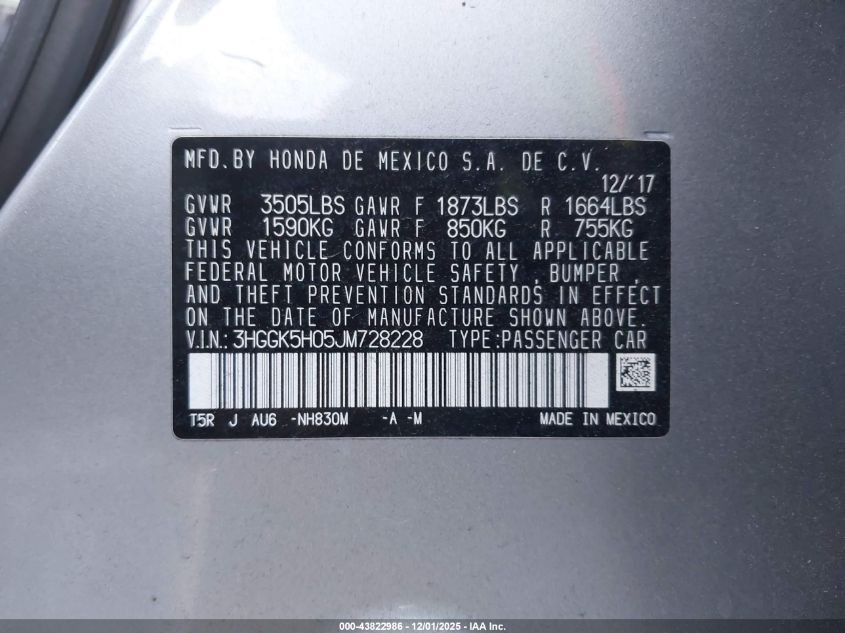 MFD. BY HONDA DE MEXICO S.A. DE C.V.
12/'17
GVWR 3505LBS GAWR F 1873LBS R 1664LBS
GVWR 1590KG GAWR F 850KG R 755KG
THIS VEHICLE CONFORMS TO ALL APPLICABLE
FEDERAL MOTOR VEHICLE SAFETY , BUMPER ,
AND THEFT PREVENTION STANDARDS IN EFFECT
ON THE DATE OF MANUFACTURE SHOWN ABOVE.
V.I.N.: 3HGGK5H05JM728228 TYPE:PASSENGER CAR
T5R J AU6 -NH830M -A -M MADE IN MEXICO
000-43822986 - 12/01/2025 - IAA Inc.